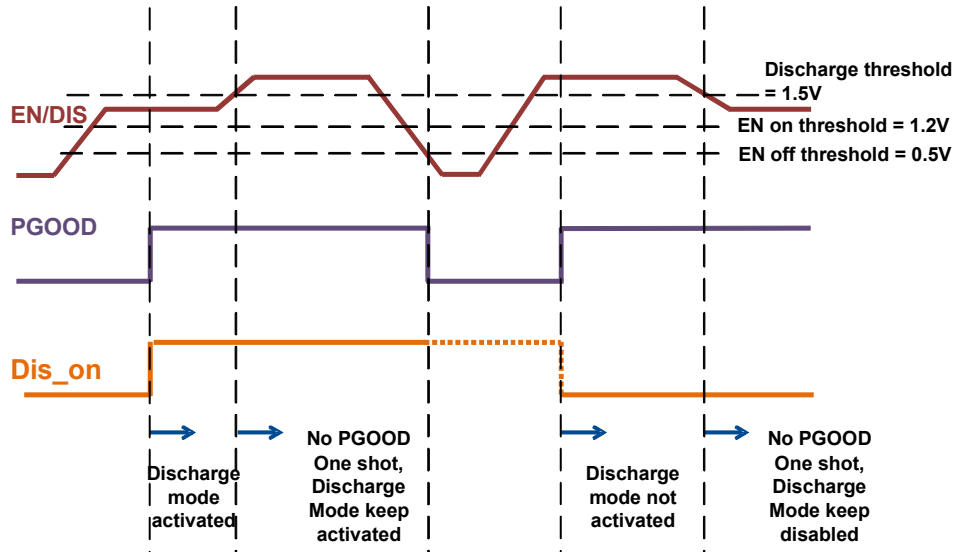 Discharge threshold
= 1.5V
EN/DIS
EN on threshold = 1.2V
EN off threshold = 0.5V
PGOOD
Dis_on
Discharge
mode
activated
No PGOOD
One shot,
Discharge
Mode keep
activated
Discharge
mode not
activated
No PGOOD
One shot,
Discharge
Mode keep
disabled